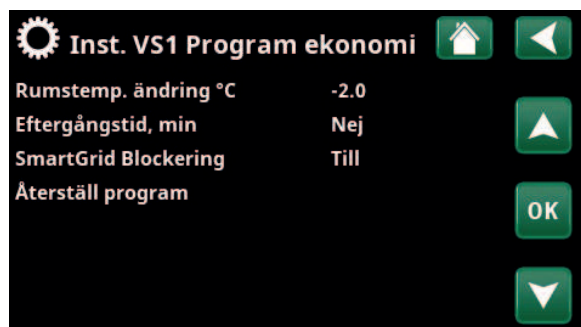 Inst. VS1 Program ekonomi
Rumstemp. ändring °C -2.0
Eftergångstid, min Nej
SmartGrid Blockering Till
Återställ program
OK